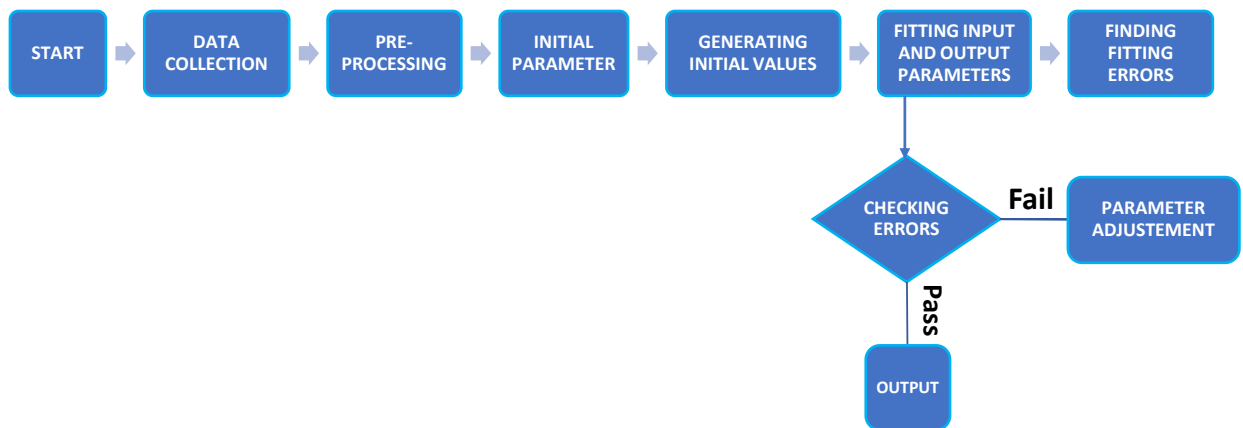 START
DATA
COLLECTION
PRE-
PROCESSING
INITIAL
PARAMETER
GENERATING
INITIAL VALUES
FITTING INPUT
AND OUTPUT
PARAMETERS
FINDING
FITTING
ERRORS
CHECKING
ERRORS
Fail
PARAMETER
ADJUSTEMENT
Pass
OUTPUT